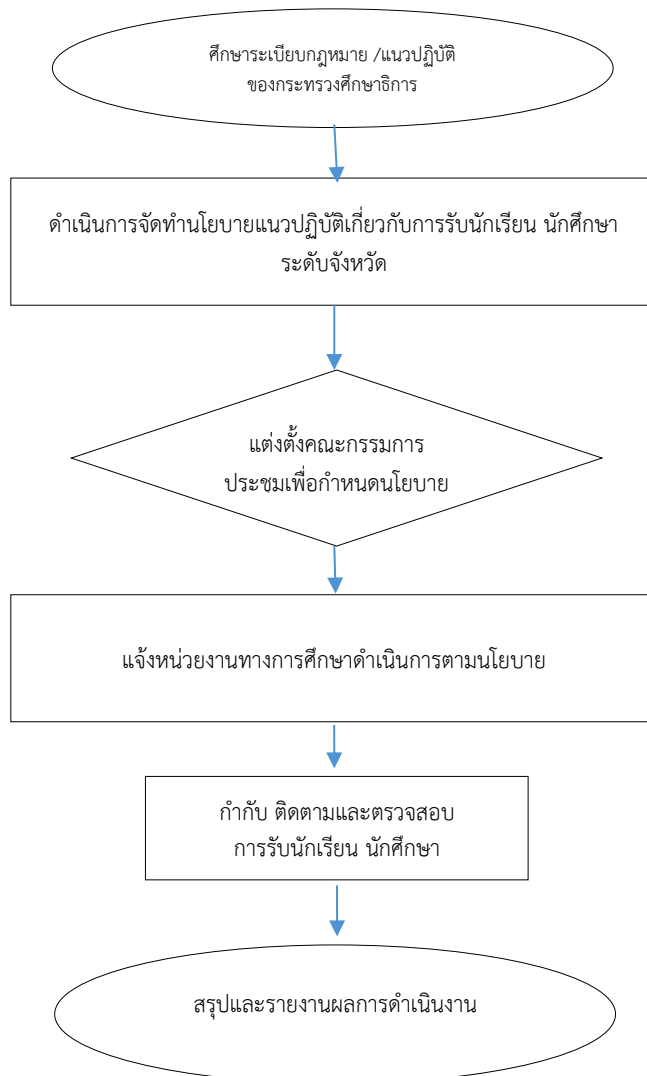 ศึกษาระเบียบกฎหมาย /แนวปฏิบัติ
ของกระทรวงศึกษาธิการ
ดำเนินการจัดทำนโยบายแนวปฏิบัติเกี่ยวกับการรับนักเรียน นักศึกษา
ระดับจังหวัด
แต่งตั้งคณะกรรมการ
ประชุมเพื่อกำหนดนโยบาย
แจ้งหน่วยงานทางการศึกษาดำเนินการตามนโยบาย
กำกับ ติดตามและตรวจสอบ
การรับนักเรียน นักศึกษา
สรุปและรายงานผลการดำเนินงาน